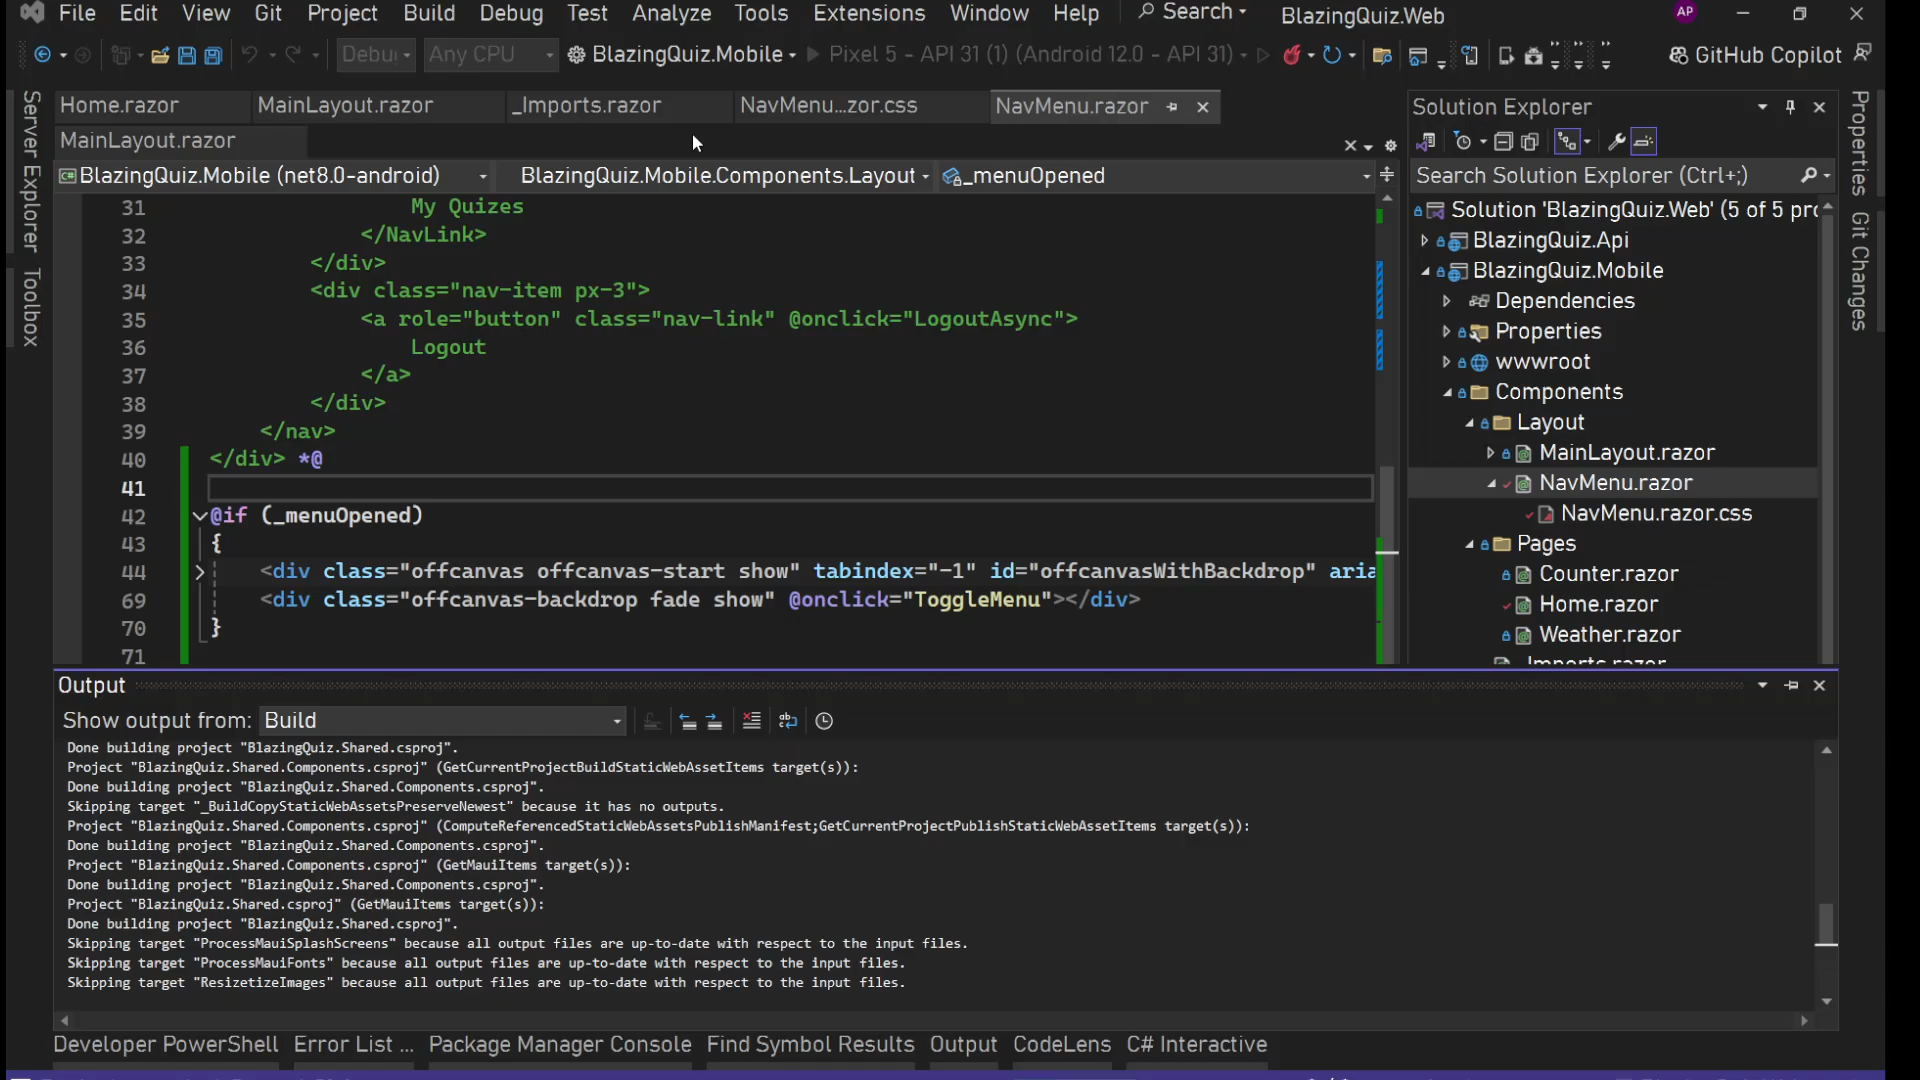 File Edit View Git Project Build Debug Test Analyze Tools Extensions Window Help Search BlazingQuiz.Web AP
Debug Any CPU BlazingQuiz.Mobile Pixel 5 - API 31 (1) (Android 12.0 - API 31) GitHub Copilot
Server Explorer
Toolbox
Home.razor MainLayout.razor _Imports.razor NavMenu...zor.css NavMenu.razor
MainLayout.razor
BlazingQuiz.Mobile (net8.0-android) BlazingQuiz.Mobile.Components.Layout _menuOpened
31 My Quizes
32 </NavLink>
33 </div>
34 <div class="nav-item px-3">
35 <a role="button" class="nav-link" @onclick="LogoutAsync">
36 Logout
37 </a>
38 </div>
39 </nav>
40 </div> *@
41
42 @if (_menuOpened)
43 {
44 <div class="offcanvas offcanvas-start show" tabindex="-1" id="offcanvasWithBackdrop" aria
69 <div class="offcanvas-backdrop fade show" @onclick="ToggleMenu"></div>
70 }
71
Solution Explorer
Search Solution Explorer (Ctrl+;)
Solution 'BlazingQuiz.Web' (5 of 5 pro
BlazingQuiz.Api
BlazingQuiz.Mobile
Dependencies
Properties
wwwroot
Components
Layout
MainLayout.razor
NavMenu.razor
NavMenu.razor.css
Pages
Counter.razor
Home.razor
Weather.razor
_Imports.razor
Properties
Git Changes
Output
Show output from: Build
Done building project "BlazingQuiz.Shared.csproj".
Project "BlazingQuiz.Shared.Components.csproj" (GetCurrentProjectBuildStaticWebAssetItems target(s)):
Done building project "BlazingQuiz.Shared.Components.csproj".
Skipping target "_BuildCopyStaticWebAssetsPreserveNewest" because it has no outputs.
Project "BlazingQuiz.Shared.Components.csproj" (ComputeReferencedStaticWebAssetsPublishManifest;GetCurrentProjectPublishStaticWebAssetItems target(s)):
Done building project "BlazingQuiz.Shared.Components.csproj".
Project "BlazingQuiz.Shared.Components.csproj" (GetMauiItems target(s)):
Done building project "BlazingQuiz.Shared.Components.csproj".
Project "BlazingQuiz.Shared.csproj" (GetMauiItems target(s)):
Done building project "BlazingQuiz.Shared.csproj".
Skipping target "ProcessMauiSplashScreens" because all output files are up-to-date with respect to the input files.
Skipping target "ProcessMauiFonts" because all output files are up-to-date with respect to the input files.
Skipping target "ResizetizeImages" because all output files are up-to-date with respect to the input files.
Developer PowerShell Error List ... Package Manager Console Find Symbol Results Output CodeLens C# Interactive